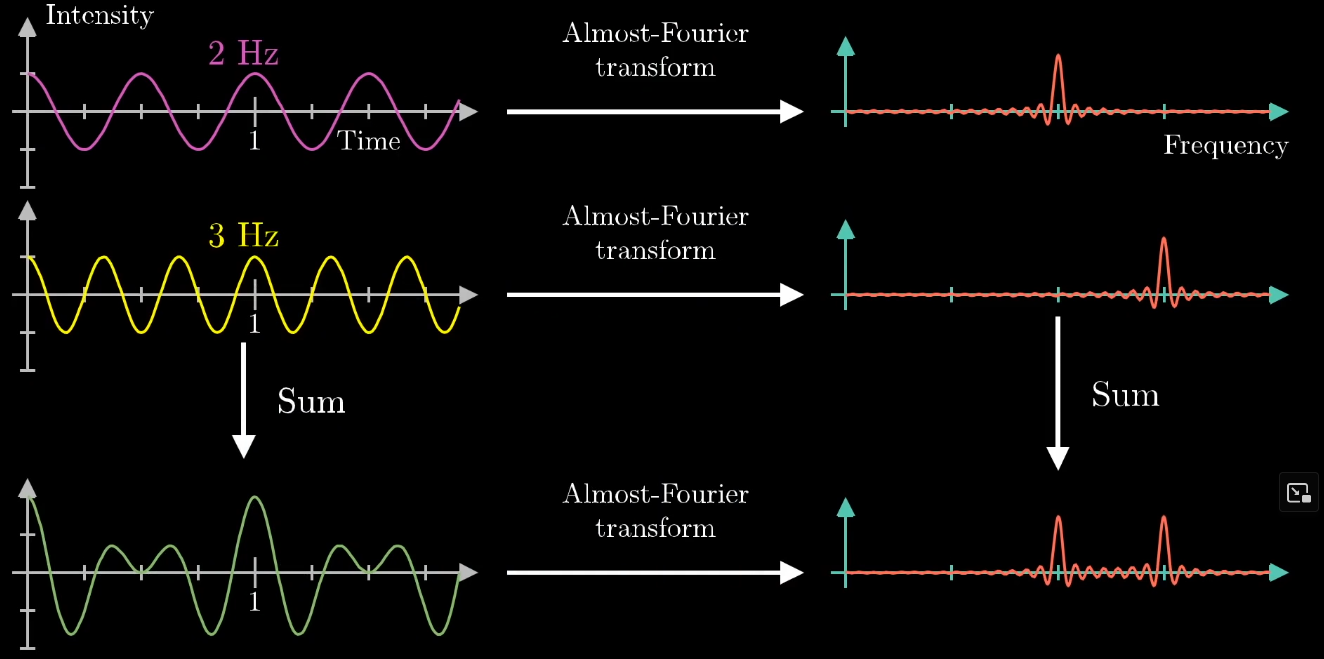 Intensity
2 Hz
Almost-Fourier
transform
1
Time
Frequency
3 Hz
Almost-Fourier
transform
1
Sum
Sum
Almost-Fourier
transform
1